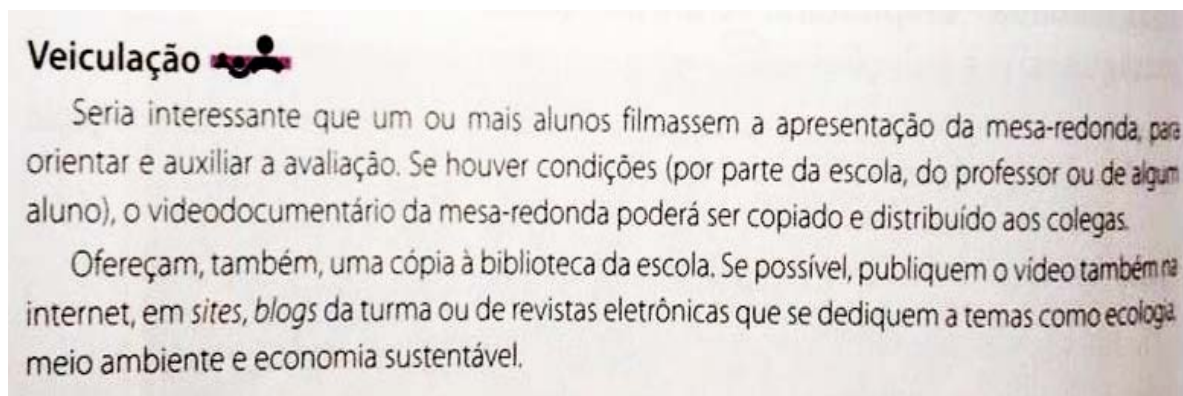 Veiculação
Seria interessante que um ou mais alunos filmassem a apresentação da mesa-redonda, para
orientar e auxiliar a avaliação. Se houver condições (por parte da escola, do professor ou de algum
aluno), o videodocumentário da mesa-redonda poderá ser copiado e distribuído aos colegas.
Ofereçam, também, uma cópia à biblioteca da escola. Se possível, publiquem o vídeo também na
internet, em sites, blogs da turma ou de revistas eletrônicas que se dediquem a temas como ecologia,
meio ambiente e economia sustentável.